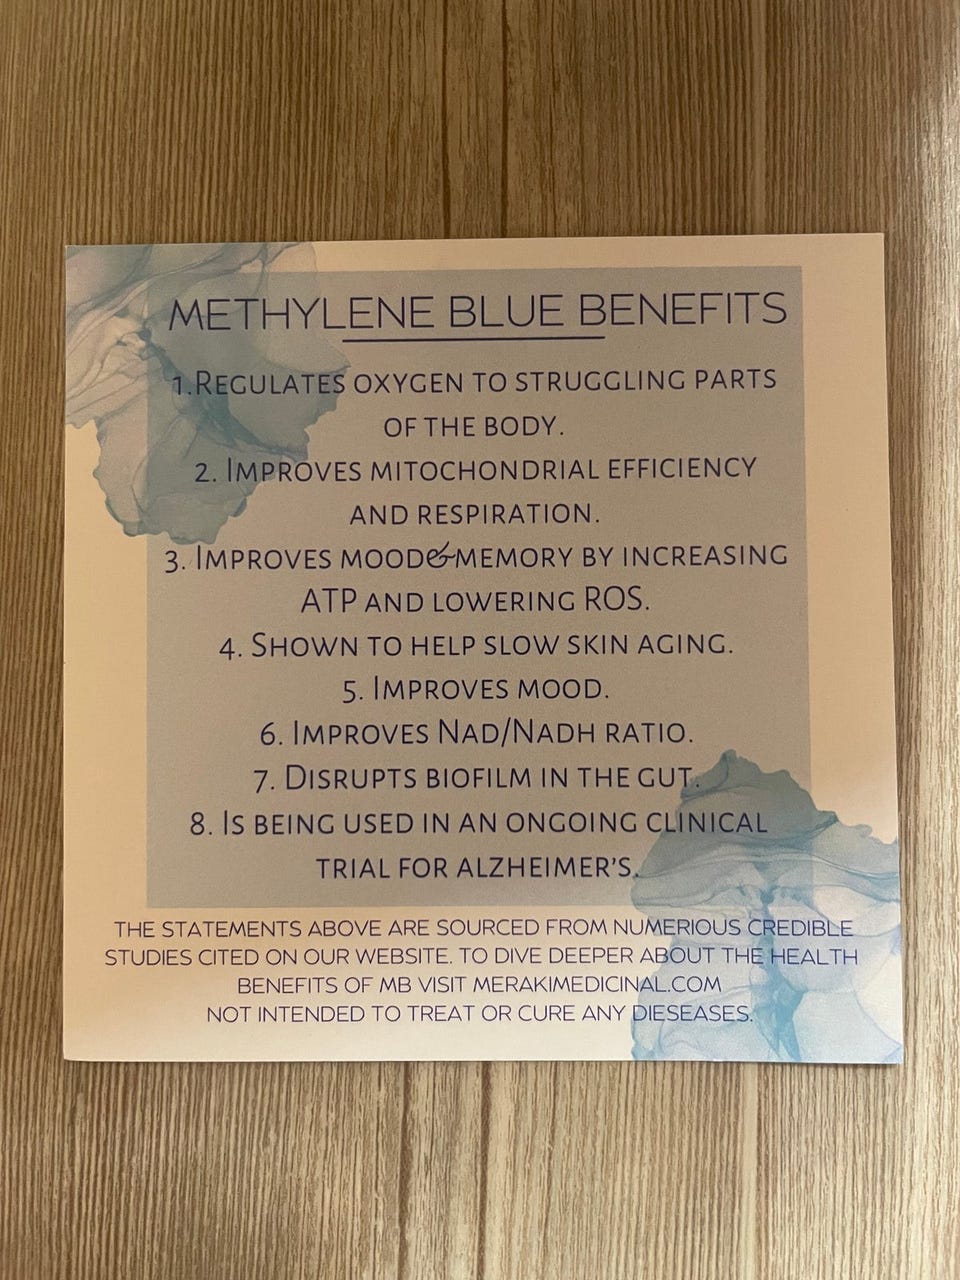 METHYLENE BLUE BENEFITS
1.REGULATES OXYGEN TO STRUGGLING PARTS
OF THE BODY.
2. IMPROVES MITOCHONDRIAL EFFICIENCY
AND RESPIRATION.
3. IMPROVES MOOD&MEMORY BY INCREASING
ATP AND LOWERING ROS.
4. SHOWN TO HELP SLOW SKIN AGING.
5. IMPROVES MOOD.
6. IMPROVES NAD/NADH RATIO.
7. DISRUPTS BIOFILM IN THE GUT.
8. IS BEING USED IN AN ONGOING CLINICAL
TRIAL FOR ALZHEIMER'S.
THE STATEMENTS ABOVE ARE SOURCED FROM NUMERIOUS CREDIBLE
STUDIES CITED ON OUR WEBSITE. TO DIVE DEEPER ABOUT THE HEALTH
BENEFITS OF MB VISIT MERAKIMEDICINAL.COM
NOT INTENDED TO TREAT OR CURE ANY DIESEASES.